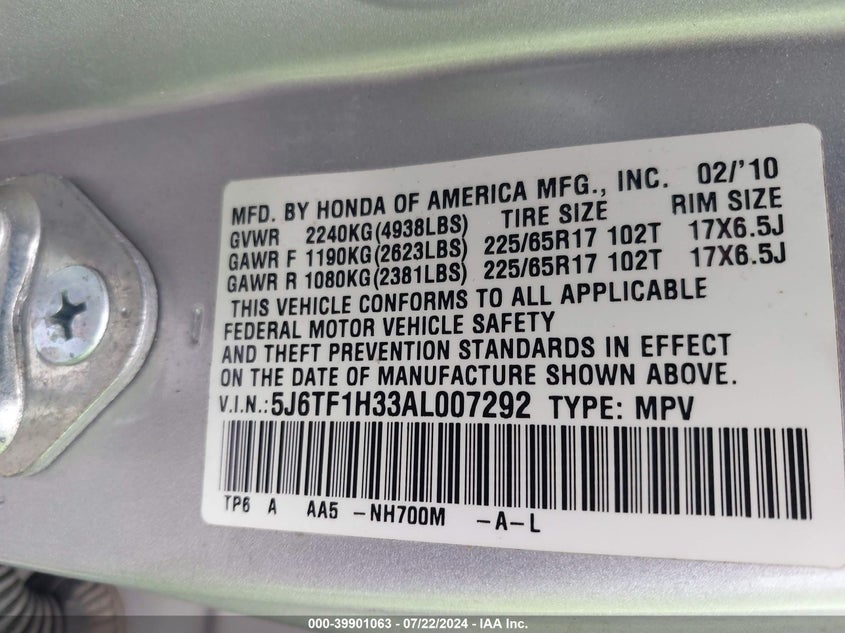 MFD. BY HONDA OF AMERICA MFG., INC. 02/'10
GVWR 2240KG(4938LBS) TIRE SIZE RIM SIZE
GAWR F 1190KG(2623LBS) 225/65R17 102T 17X6.5J
GAWR R 1080KG(2381LBS) 225/65R17 102T 17X6.5J
THIS VEHICLE CONFORMS TO ALL APPLICABLE
FEDERAL MOTOR VEHICLE SAFETY
AND THEFT PREVENTION STANDARDS IN EFFECT
ON THE DATE OF MANUFACTURE SHOWN ABOVE.
V.I.N.: 5J6TF1H33AL007292 TYPE: MPV
TP6 A AA5 -NH700M -A-L
000-39901063 - 07/22/2024 - IAA Inc.